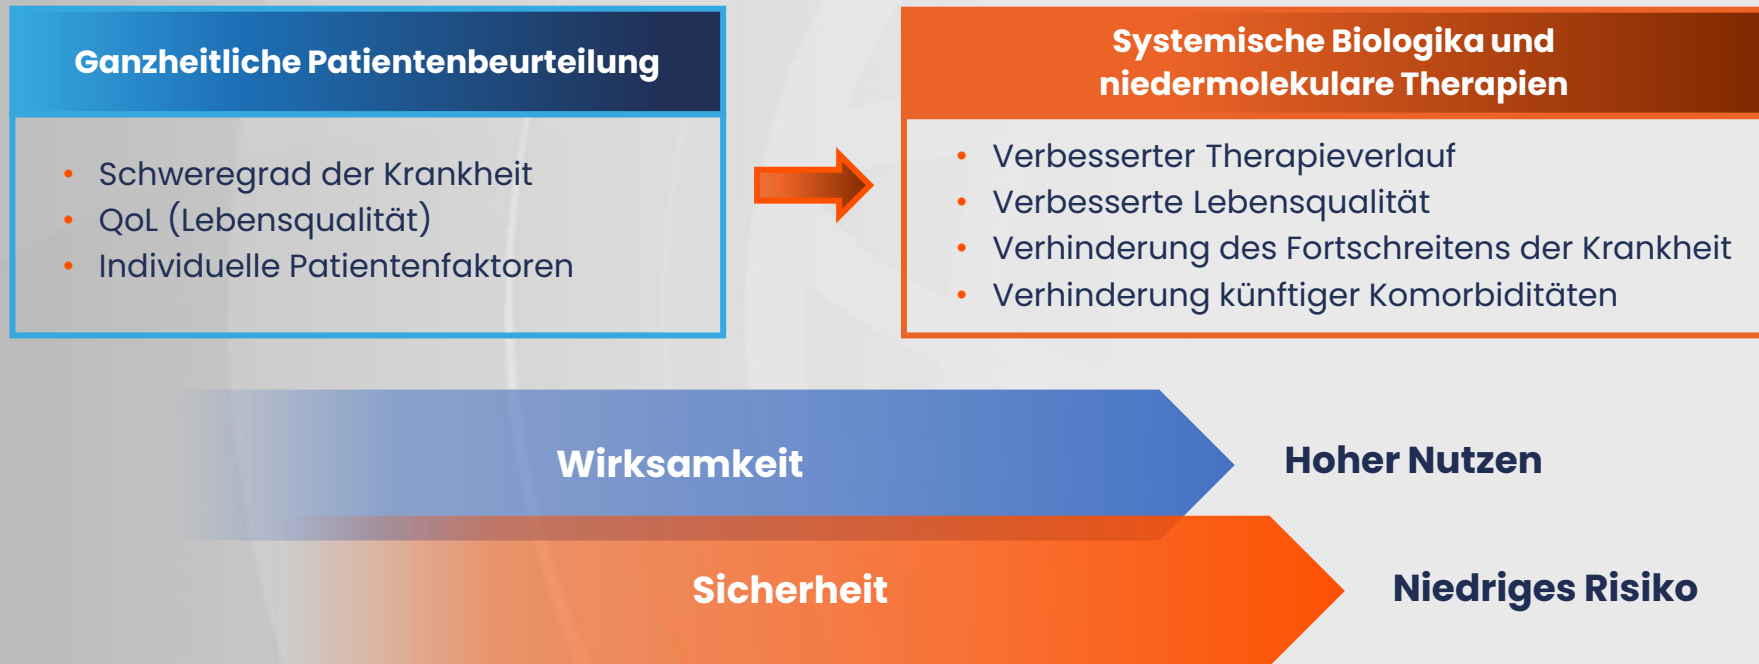 Ganzheitliche Patientenbeurteilung
• Schweregrad der Krankheit
• QoL (Lebensqualität)
• Individuelle Patientenfaktoren
Systemische Biologika und
niedermolekulare Therapien
• Verbesserter Therapieverlauf
• Verbesserte Lebensqualität
• Verhinderung des Fortschreitens der Krankheit
• Verhinderung künftiger Komorbiditäten
Wirksamkeit
Hoher Nutzen
Sicherheit
Niedriges Risiko